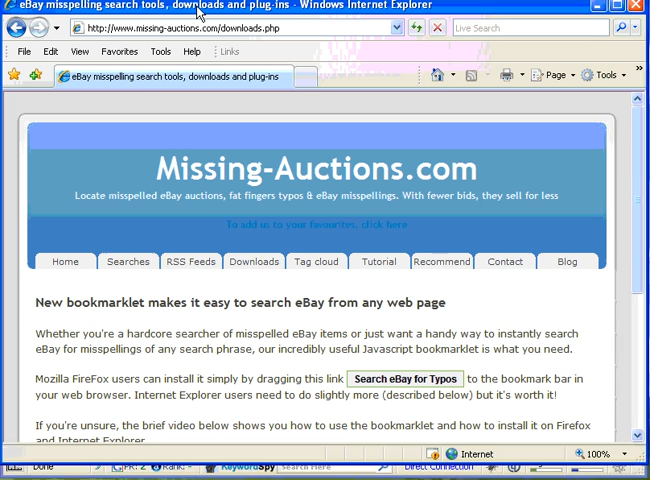 eBay misspelling search tools, downloads and plug-ins - Windows Internet Explorer
http://www.missing-auctions.com/downloads.php
Live Search
File Edit View Favorites Tools Help Links
eBay misspelling search tools, downloads and plug-ins
Page Tools
Missing-Auctions.com
Locate misspelled eBay auctions, fat fingers typos & eBay misspellings. With fewer bids, they sell for less
To add us to your favourites, click here
Home Searches RSS Feeds Downloads Tag cloud Tutorial Recommend Contact Blog
New bookmarklet makes it easy to search eBay from any web page
Whether you're a hardcore searcher of misspelled eBay items or just want a handy way to instantly search
eBay for misspellings of any search phrase, our incredibly useful Javascript bookmarklet is what you need.
Mozilla FireFox users can install it simply by dragging this link Search eBay for Typos to the bookmark bar in
your web browser. Internet Explorer users need to do slightly more (described below) but it's worth it!
If you're unsure, the brief video below shows you how to use the bookmarklet and how to install it on Firefox
and Internet Explorer
Internet 100%
Done PR: 2 Rank: KeywordSpy Search Here Direct Connection